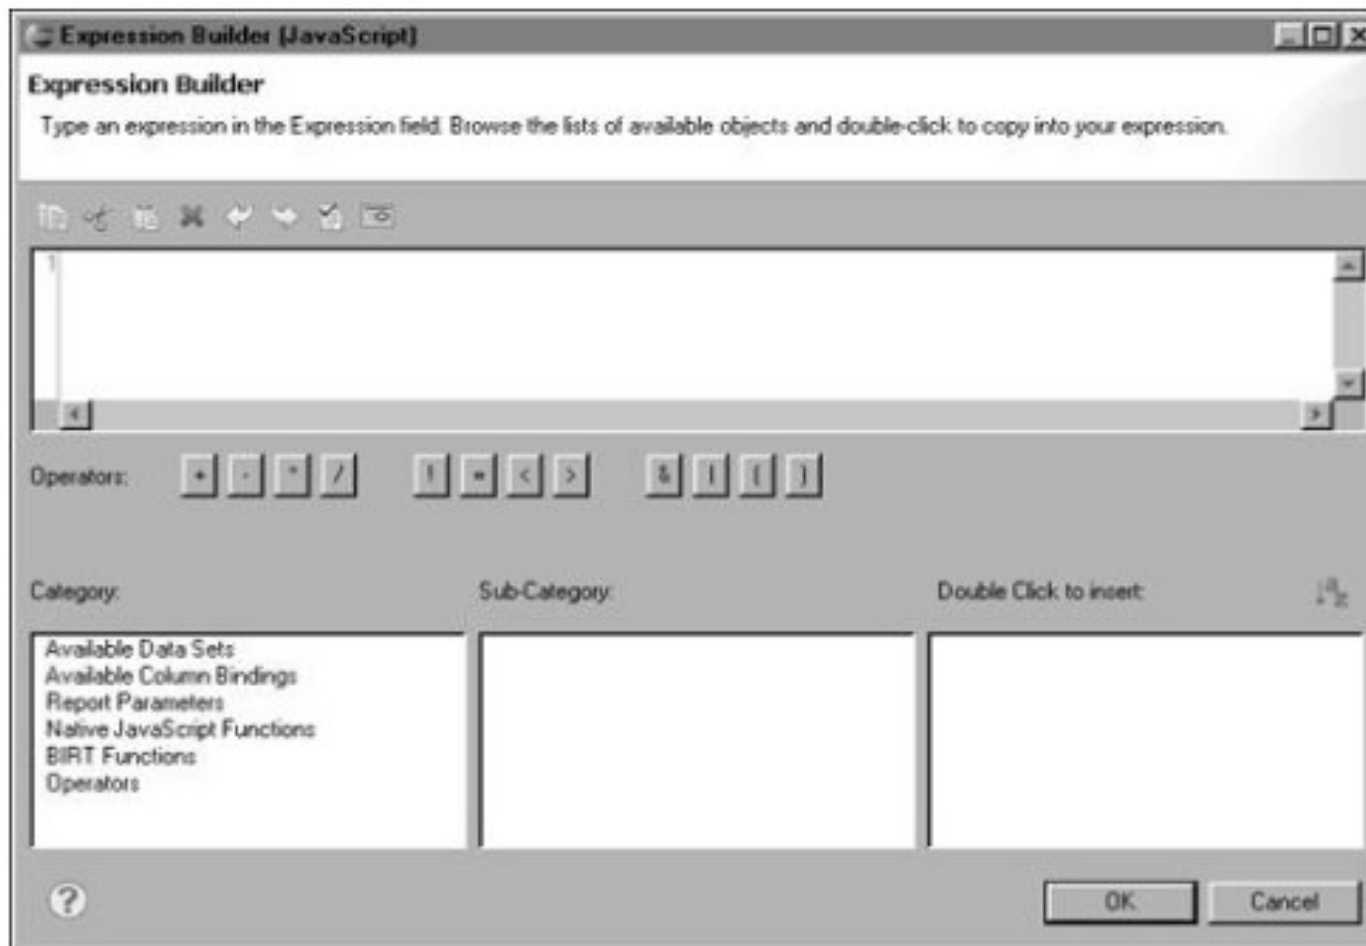 Expression Builder (JavaScript)
Expression Builder
Type an expression in the Expression field. Browse the lists of available objects and double-click to copy into your expression.
1
Operators: + - * / ! = < > & | ( )
Category: Sub-Category: Double Click to insert:
Available Data Sets
Available Column Bindings
Report Parameters
Native JavaScript Functions
BIRT Functions
Operators
? OK Cancel